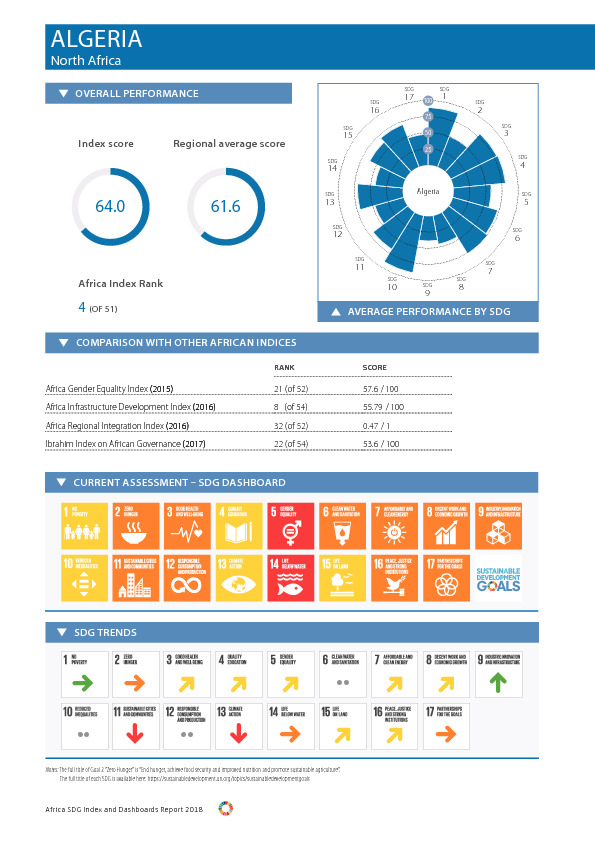 ALGERIA
North Africa
OVERALL PERFORMANCE
Index score
Regional average score
64.0
61.6
Africa Index Rank
4 (OF 51)
SDG 1
SDG 2
SDG 3
SDG 4
SDG 5
SDG 6
SDG 7
SDG 8
SDG 9
SDG 10
SDG 11
SDG 12
SDG 13
SDG 14
SDG 15
SDG 16
SDG 17
100
75
50
25
Algeria
AVERAGE PERFORMANCE BY SDG
COMPARISON WITH OTHER AFRICAN INDICES
RANK SCORE
Africa Gender Equality Index (2015) 21 (of 52) 57.6 / 100
Africa Infrastructure Development Index (2016) 8 (of 54) 55.79 / 100
Africa Regional Integration Index (2016) 32 (of 52) 0.47 / 1
Ibrahim Index on African Governance (2017) 22 (of 54) 53.6 / 100
CURRENT ASSESSMENT – SDG DASHBOARD
1 NO POVERTY
2 ZERO HUNGER
3 GOOD HEALTH AND WELL-BEING
4 QUALITY EDUCATION
5 GENDER EQUALITY
6 CLEAN WATER AND SANITATION
7 AFFORDABLE AND CLEAN ENERGY
8 DECENT WORK AND ECONOMIC GROWTH
9 INDUSTRY, INNOVATION AND INFRASTRUCTURE
10 REDUCED INEQUALITIES
11 SUSTAINABLE CITIES AND COMMUNITIES
12 RESPONSIBLE CONSUMPTION AND PRODUCTION
13 CLIMATE ACTION
14 LIFE BELOW WATER
15 LIFE ON LAND
16 PEACE, JUSTICE AND STRONG INSTITUTIONS
17 PARTNERSHIPS FOR THE GOALS
SUSTAINABLE
DEVELOPMENT
GOALS
SDG TRENDS
1 NO POVERTY
2 ZERO HUNGER
3 GOOD HEALTH AND WELL-BEING
4 QUALITY EDUCATION
5 GENDER EQUALITY
6 CLEAN WATER AND SANITATION
7 AFFORDABLE AND CLEAN ENERGY
8 DECENT WORK AND ECONOMIC GROWTH
9 INDUSTRY, INNOVATION AND INFRASTRUCTURE
10 REDUCED INEQUALITIES
11 SUSTAINABLE CITIES AND COMMUNITIES
12 RESPONSIBLE CONSUMPTION AND PRODUCTION
13 CLIMATE ACTION
14 LIFE BELOW WATER
15 LIFE ON LAND
16 PEACE, JUSTICE AND STRONG INSTITUTIONS
17 PARTNERSHIPS FOR THE GOALS
Notes: The full title of Goal 2 "Zero Hunger" is "End hunger, achieve food security and improved nutrition and promote sustainable agriculture".
The full title of each SDG is available here: https://sustainabledevelopment.un.org/topics/sustainabledevelopmentgoals
Africa SDG Index and Dashboards Report 2018